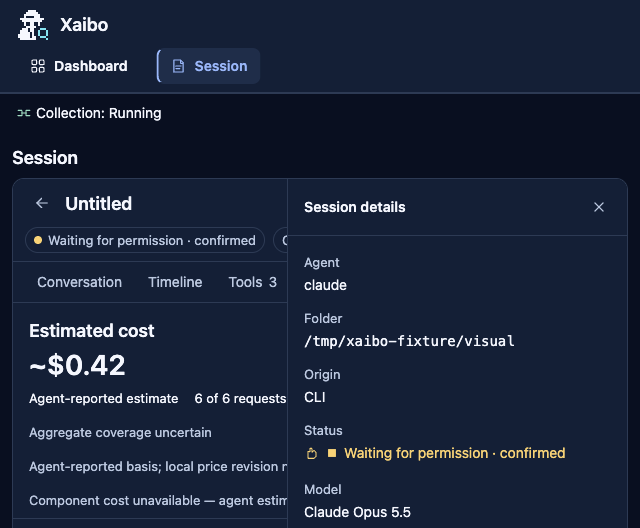 Xaibo
Dashboard
Session
Collection: Running
Session
Untitled
Waiting for permission · confirmed
Conversation
Timeline
Tools 3
Estimated cost
~$0.42
Agent-reported estimate
6 of 6 requests
Aggregate coverage uncertain
Agent-reported basis; local price revision
Component cost unavailable — agent
Session details
Agent
claude
Folder
/tmp/xaibo-fixture/visual
Origin
CLI
Status
Waiting for permission · confirmed
Model
Claude Opus 5.5